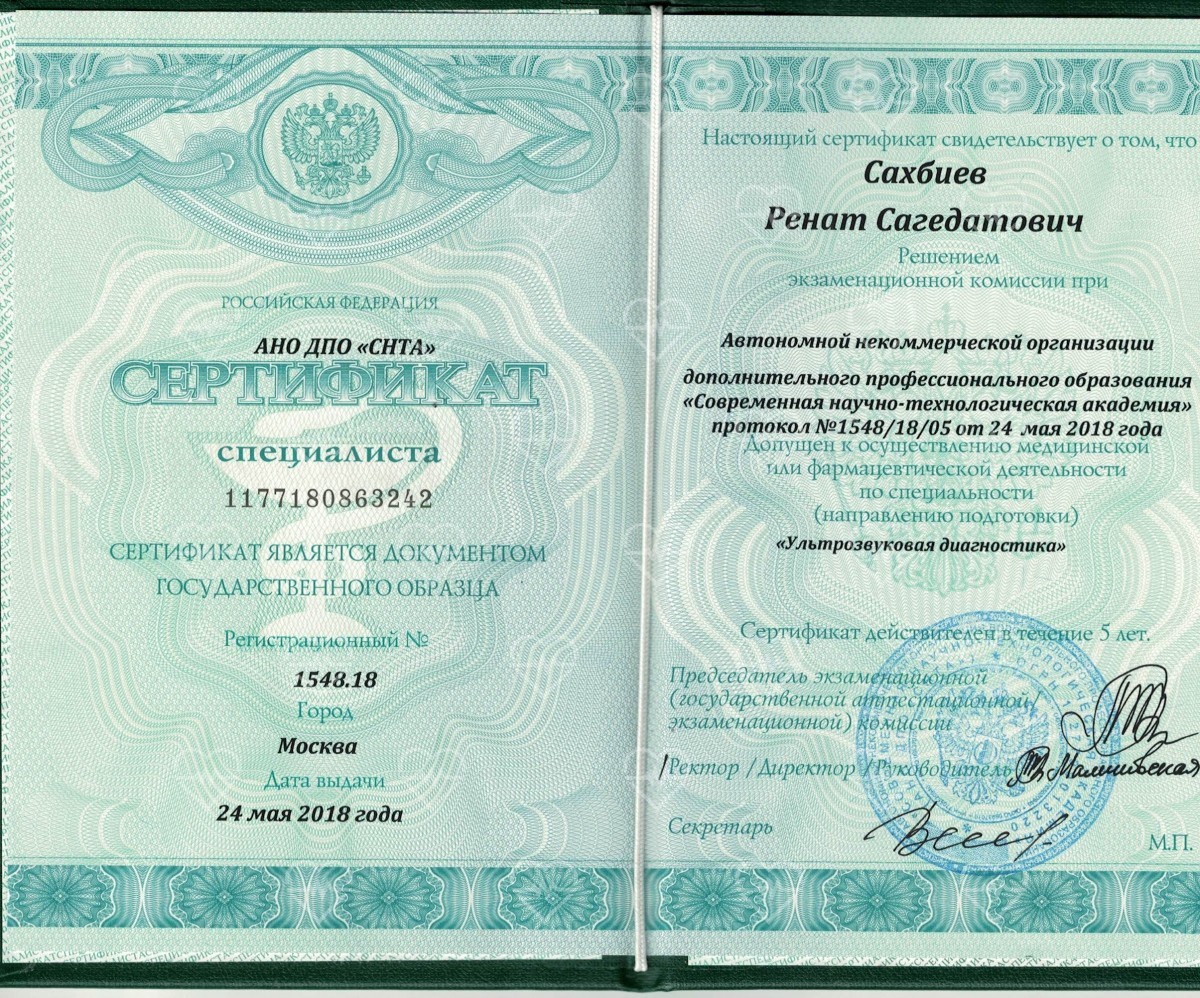 РОССИЙСКАЯ ФЕДЕРАЦИЯ
АНО ДПО «СНТА»
СЕРТИФИКАТ
специалиста
1177180863242
СЕРТИФИКАТ ЯВЛЯЕТСЯ ДОКУМЕНТОМ
ГОСУДАРСТВЕННОГО ОБРАЗЦА
Регистрационный №
1548.18
Город
Москва
Дата выдачи
24 мая 2018 года
Настоящий сертификат свидетельствует о том, что
Сахбиев
Ренат Сагедатович
Решением
экзаменационной комиссии при
Автономной некоммерческой организации
дополнительного профессионального образования
«Современная научно-технологическая академия»
протокол №1548/18/05 от 24 мая 2018 года
Допущен к осуществлению медицинской
или фармацевтической деятельности
по специальности
(направлению подготовки)
«Ультрозвуковая диагностика»
Сертификат действителен в течение 5 лет.
Председатель экзаменационной
(государственной аттестационной,
экзаменационной) комиссии
/Ректор /Директор /Руководитель
Секретарь
М.П.